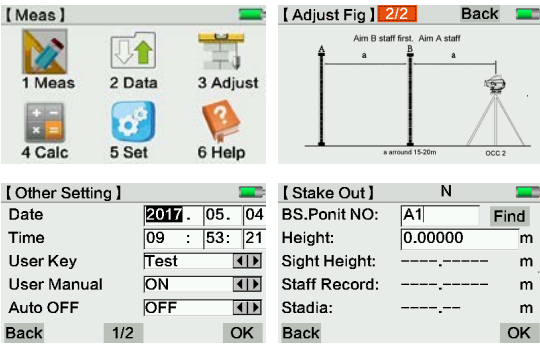 【 Meas 】
1 Meas 2 Data 3 Adjust
4 Calc 5 Set 6 Help
【 Adjust Fig 】 2/2 Back
Aim B staff first, Aim A staff
A B
a a
a arround 15-20m OCC 2
【 Other Setting 】
Date 2017 . 05. 04
Time 09 : 53: 21
User Key Test
User Manual ON
Auto OFF OFF
Back 1/2 OK
【 Stake Out 】 N
BS.Ponit NO: A1 Find
Height: 0.00000 m
Sight Height: ----.----- m
Staff Record: ----.----- m
Stadia: ----.-- m
Back OK